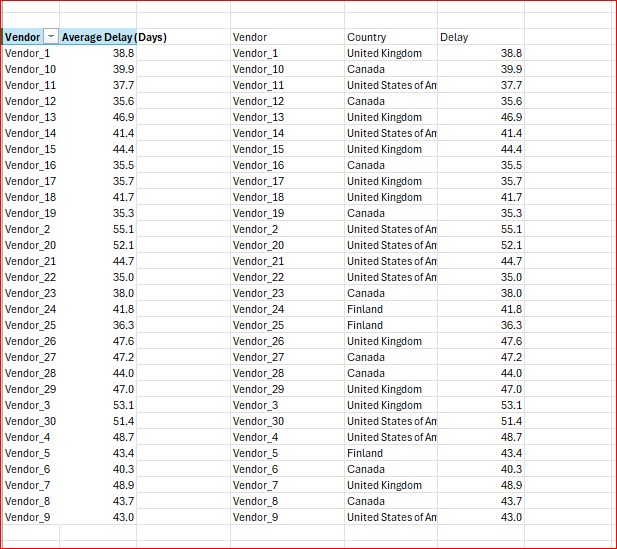 Vendor Average Delay (Days) Vendor Country Delay
Vendor_1 38.8 Vendor_1 United Kingdom 38.8
Vendor_10 39.9 Vendor_10 Canada 39.9
Vendor_11 37.7 Vendor_11 United States of Am 37.7
Vendor_12 35.6 Vendor_12 Canada 35.6
Vendor_13 46.9 Vendor_13 United Kingdom 46.9
Vendor_14 41.4 Vendor_14 United States of Am 41.4
Vendor_15 44.4 Vendor_15 United Kingdom 44.4
Vendor_16 35.5 Vendor_16 Canada 35.5
Vendor_17 35.7 Vendor_17 United Kingdom 35.7
Vendor_18 41.7 Vendor_18 United Kingdom 41.7
Vendor_19 35.3 Vendor_19 Canada 35.3
Vendor_2 55.1 Vendor_2 United States of Am 55.1
Vendor_20 52.1 Vendor_20 United States of Am 52.1
Vendor_21 44.7 Vendor_21 United States of Am 44.7
Vendor_22 35.0 Vendor_22 United States of Am 35.0
Vendor_23 38.0 Vendor_23 Canada 38.0
Vendor_24 41.8 Vendor_24 Finland 41.8
Vendor_25 36.3 Vendor_25 Finland 36.3
Vendor_26 47.6 Vendor_26 United Kingdom 47.6
Vendor_27 47.2 Vendor_27 Canada 47.2
Vendor_28 44.0 Vendor_28 Canada 44.0
Vendor_29 47.0 Vendor_29 United Kingdom 47.0
Vendor_3 53.1 Vendor_3 United Kingdom 53.1
Vendor_30 51.4 Vendor_30 United States of Am 51.4
Vendor_4 48.7 Vendor_4 United States of Am 48.7
Vendor_5 43.4 Vendor_5 Finland 43.4
Vendor_6 40.3 Vendor_6 Canada 40.3
Vendor_7 48.9 Vendor_7 United Kingdom 48.9
Vendor_8 43.7 Vendor_8 Canada 43.7
Vendor_9 43.0 Vendor_9 United States of Am 43.0